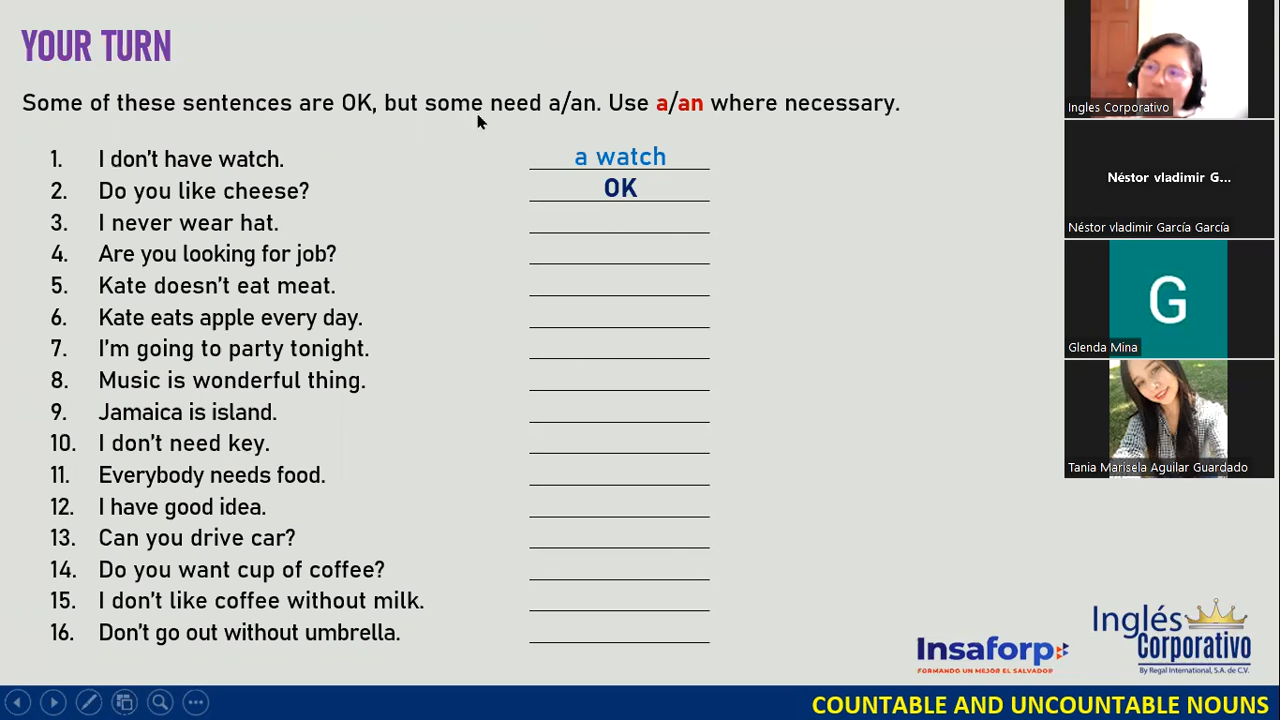 YOUR TURN
Some of these sentences are OK, but some need a/an. Use a/an where necessary.
1. I don't have watch. a watch
2. Do you like cheese? OK
3. I never wear hat.
4. Are you looking for job?
5. Kate doesn't eat meat.
6. Kate eats apple every day.
7. I'm going to party tonight.
8. Music is wonderful thing.
9. Jamaica is island.
10. I don't need key.
11. Everybody needs food.
12. I have good idea.
13. Can you drive car?
14. Do you want cup of coffee?
15. I don't like coffee without milk.
16. Don't go out without umbrella.
Ingles Corporativo
Néstor vladimir G...
Néstor vladimir García García
G
Glenda Mina
Tania Marisela Aguilar Guardado
Insaforp
FORMANDO UN MEJOR EL SALVADOR
Inglés
Corporativo
By Regal International, S.A. de C.V.
COUNTABLE AND UNCOUNTABLE NOUNS